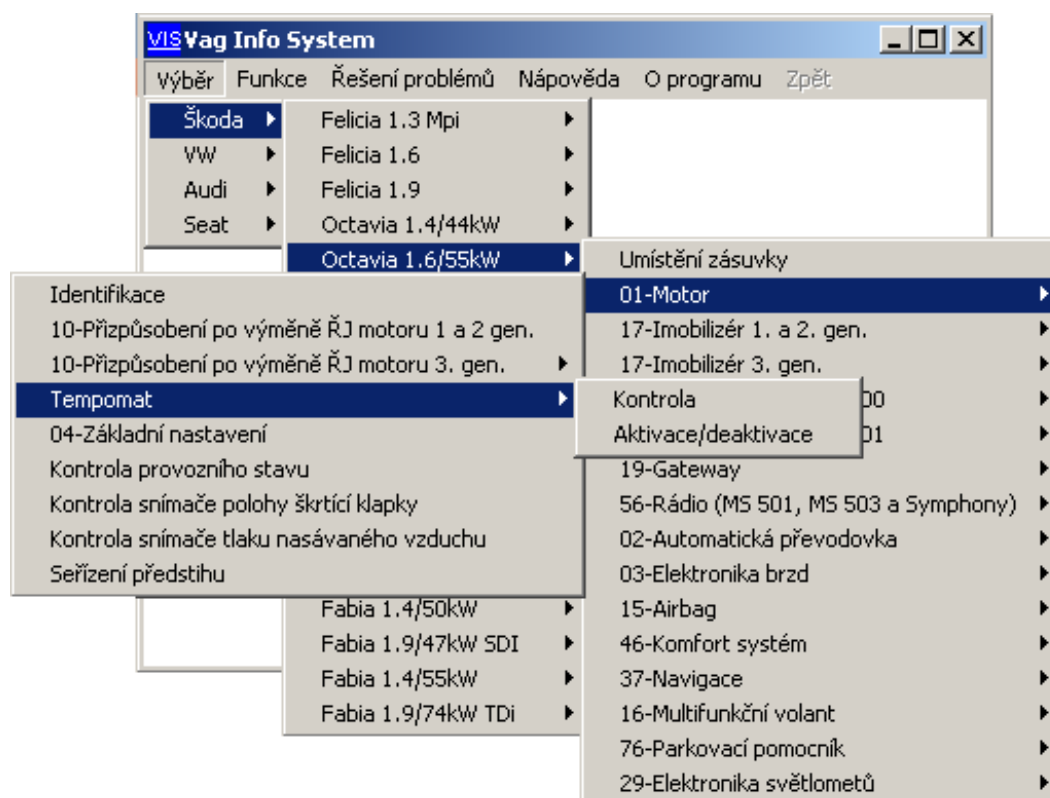 VIS Vag Info System
Výběr Funkce Řešení problémů Nápověda O programu Zpět
Škoda
VW
Audi
Seat
Felicia 1.3 Mpi
Felicia 1.6
Felicia 1.9
Octavia 1.4/44kW
Octavia 1.6/55kW
Fabia 1.4/50kW
Fabia 1.9/47kW SDI
Fabia 1.4/55kW
Fabia 1.9/74kW TDi
Umístění zásuvky
01-Motor
17-Imobilizér 1. a 2. gen.
17-Imobilizér 3. gen.
00
01
19-Gateway
56-Rádio (MS 501, MS 503 a Symphony)
02-Automatická převodovka
03-Elektronika brzd
15-Airbag
46-Komfort systém
37-Navigace
16-Multifunkční volant
76-Parkovací pomocník
29-Elektronika světlometů
Identifikace
10-Přizpůsobení po výměně ŘJ motoru 1 a 2 gen.
10-Přizpůsobení po výměně ŘJ motoru 3. gen.
Tempomat
04-Základní nastavení
Kontrola provozního stavu
Kontrola snímače polohy škrtící klapky
Kontrola snímače tlaku nasávaného vzduchu
Seřízení předstihu
Kontrola
Aktivace/deaktivace